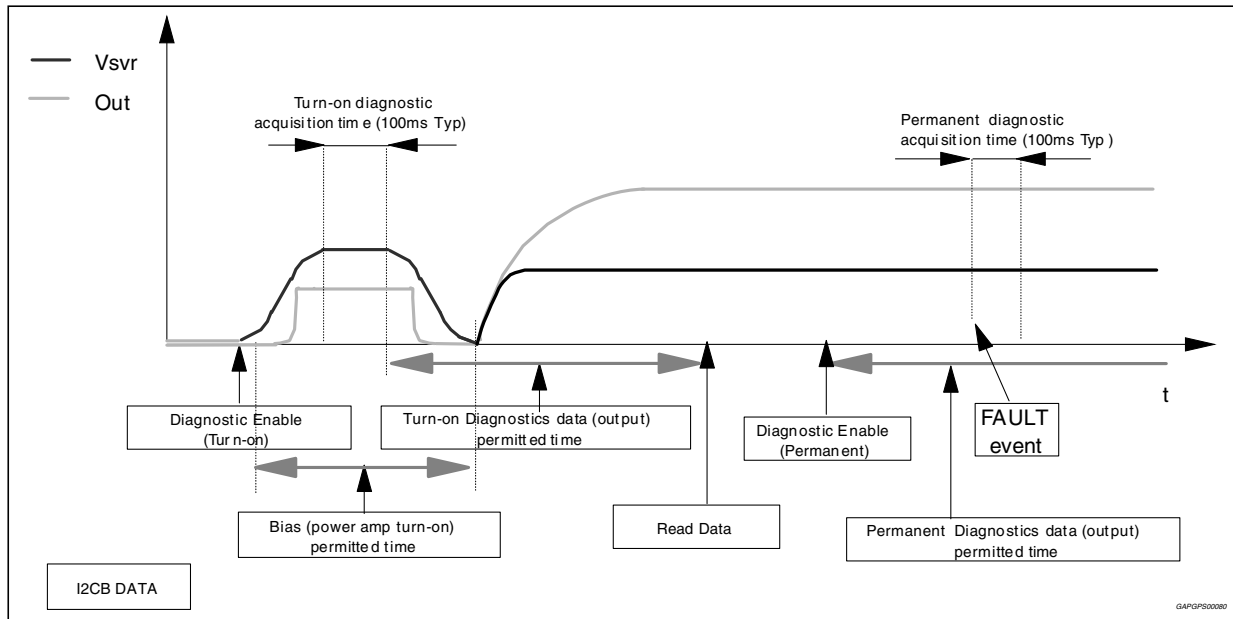 Vsvr
Out
Turn-on diagnostic
acquisition time (100ms Typ)
Permanent diagnostic
acquisition time (100ms Typ)
t
Diagnostic Enable
(Turn-on)
Turn-on Diagnostics data (output)
permitted time
Diagnostic Enable
(Permanent)
FAULT
event
Bias (power amp turn-on)
permitted time
Read Data
Permanent Diagnostics data (output)
permitted time
I2CB DATA
GAPGPS00080